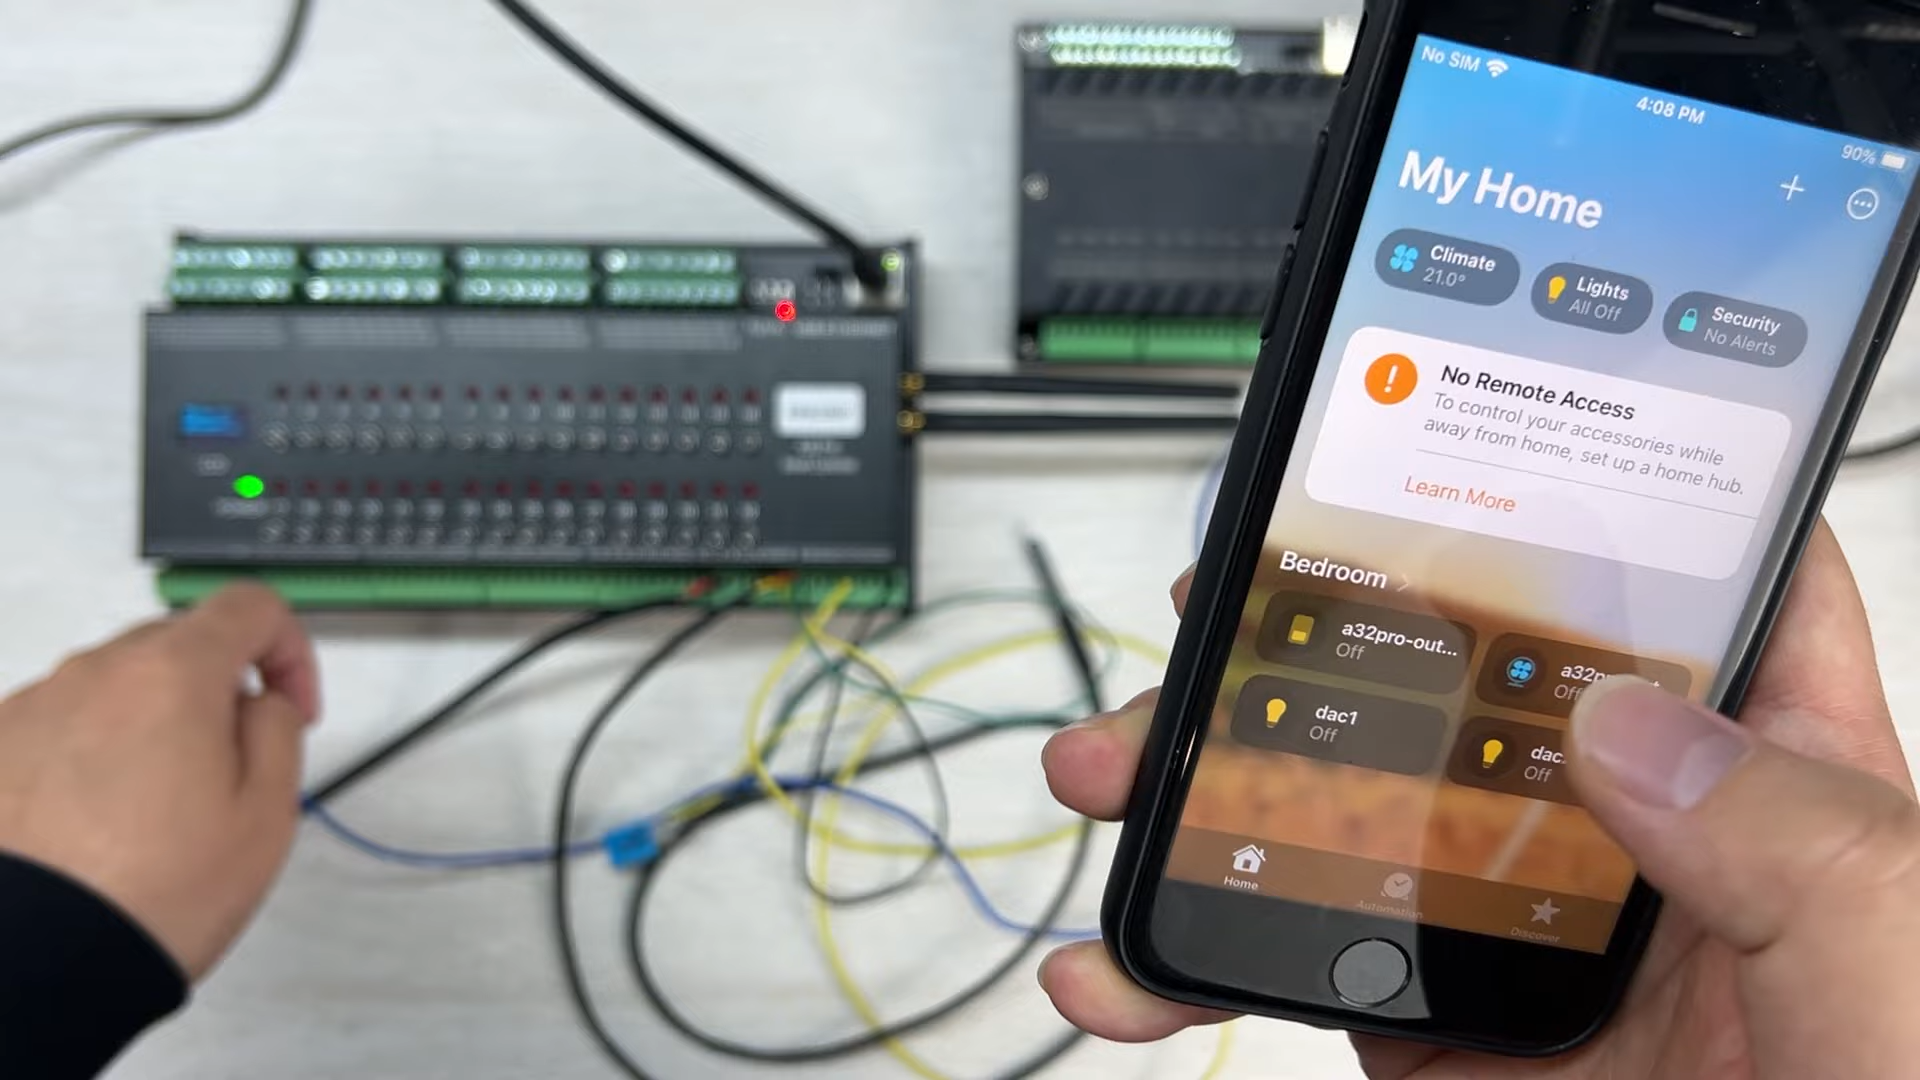 No SIM
4:08 PM
90%
My Home
Climate
21.0°
Lights
All Off
Security
No Alerts
No Remote Access
To control your accessories while
away from home, set up a home hub.
Learn More
Bedroom
a32pro-out...
Off
Off
dac1
Off
Off
Home
Automation
Discover